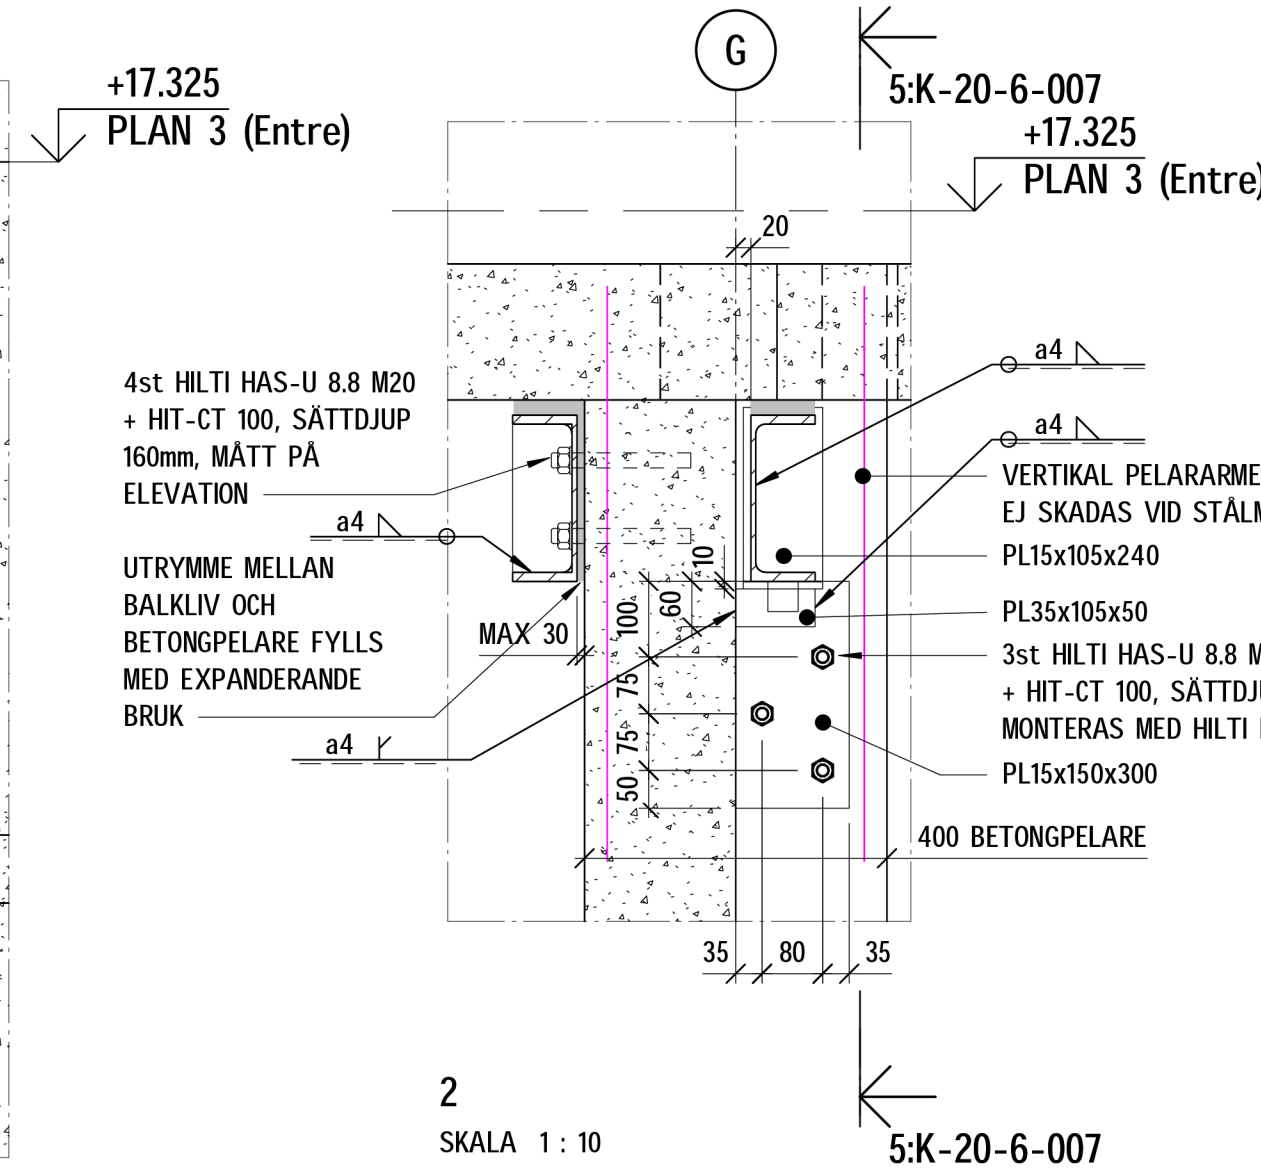 +17.325
PLAN 3 (Entre)
G
5:K-20-6-007
+17.325
PLAN 3 (Entre)
20
4st HILTI HAS-U 8.8 M20
+ HIT-CT 100, SÄTTDJUP
160mm, MÅTT PÅ
ELEVATION
a4
UTRYMME MELLAN
BALKLIV OCH
BETONGPELARE FYLLS
MED EXPANDERANDE
BRUK
a4
MAX 30
10
60
100
75
75
50
a4
a4
VERTIKAL PELARARME
EJ SKADAS VID STÅLM
PL15x105x240
PL35x105x50
3st HILTI HAS-U 8.8 M
+ HIT-CT 100, SÄTTDJU
MONTERAS MED HILTI
PL15x150x300
400 BETONGPELARE
35
80
35
2
SKALA 1 : 10
5:K-20-6-007